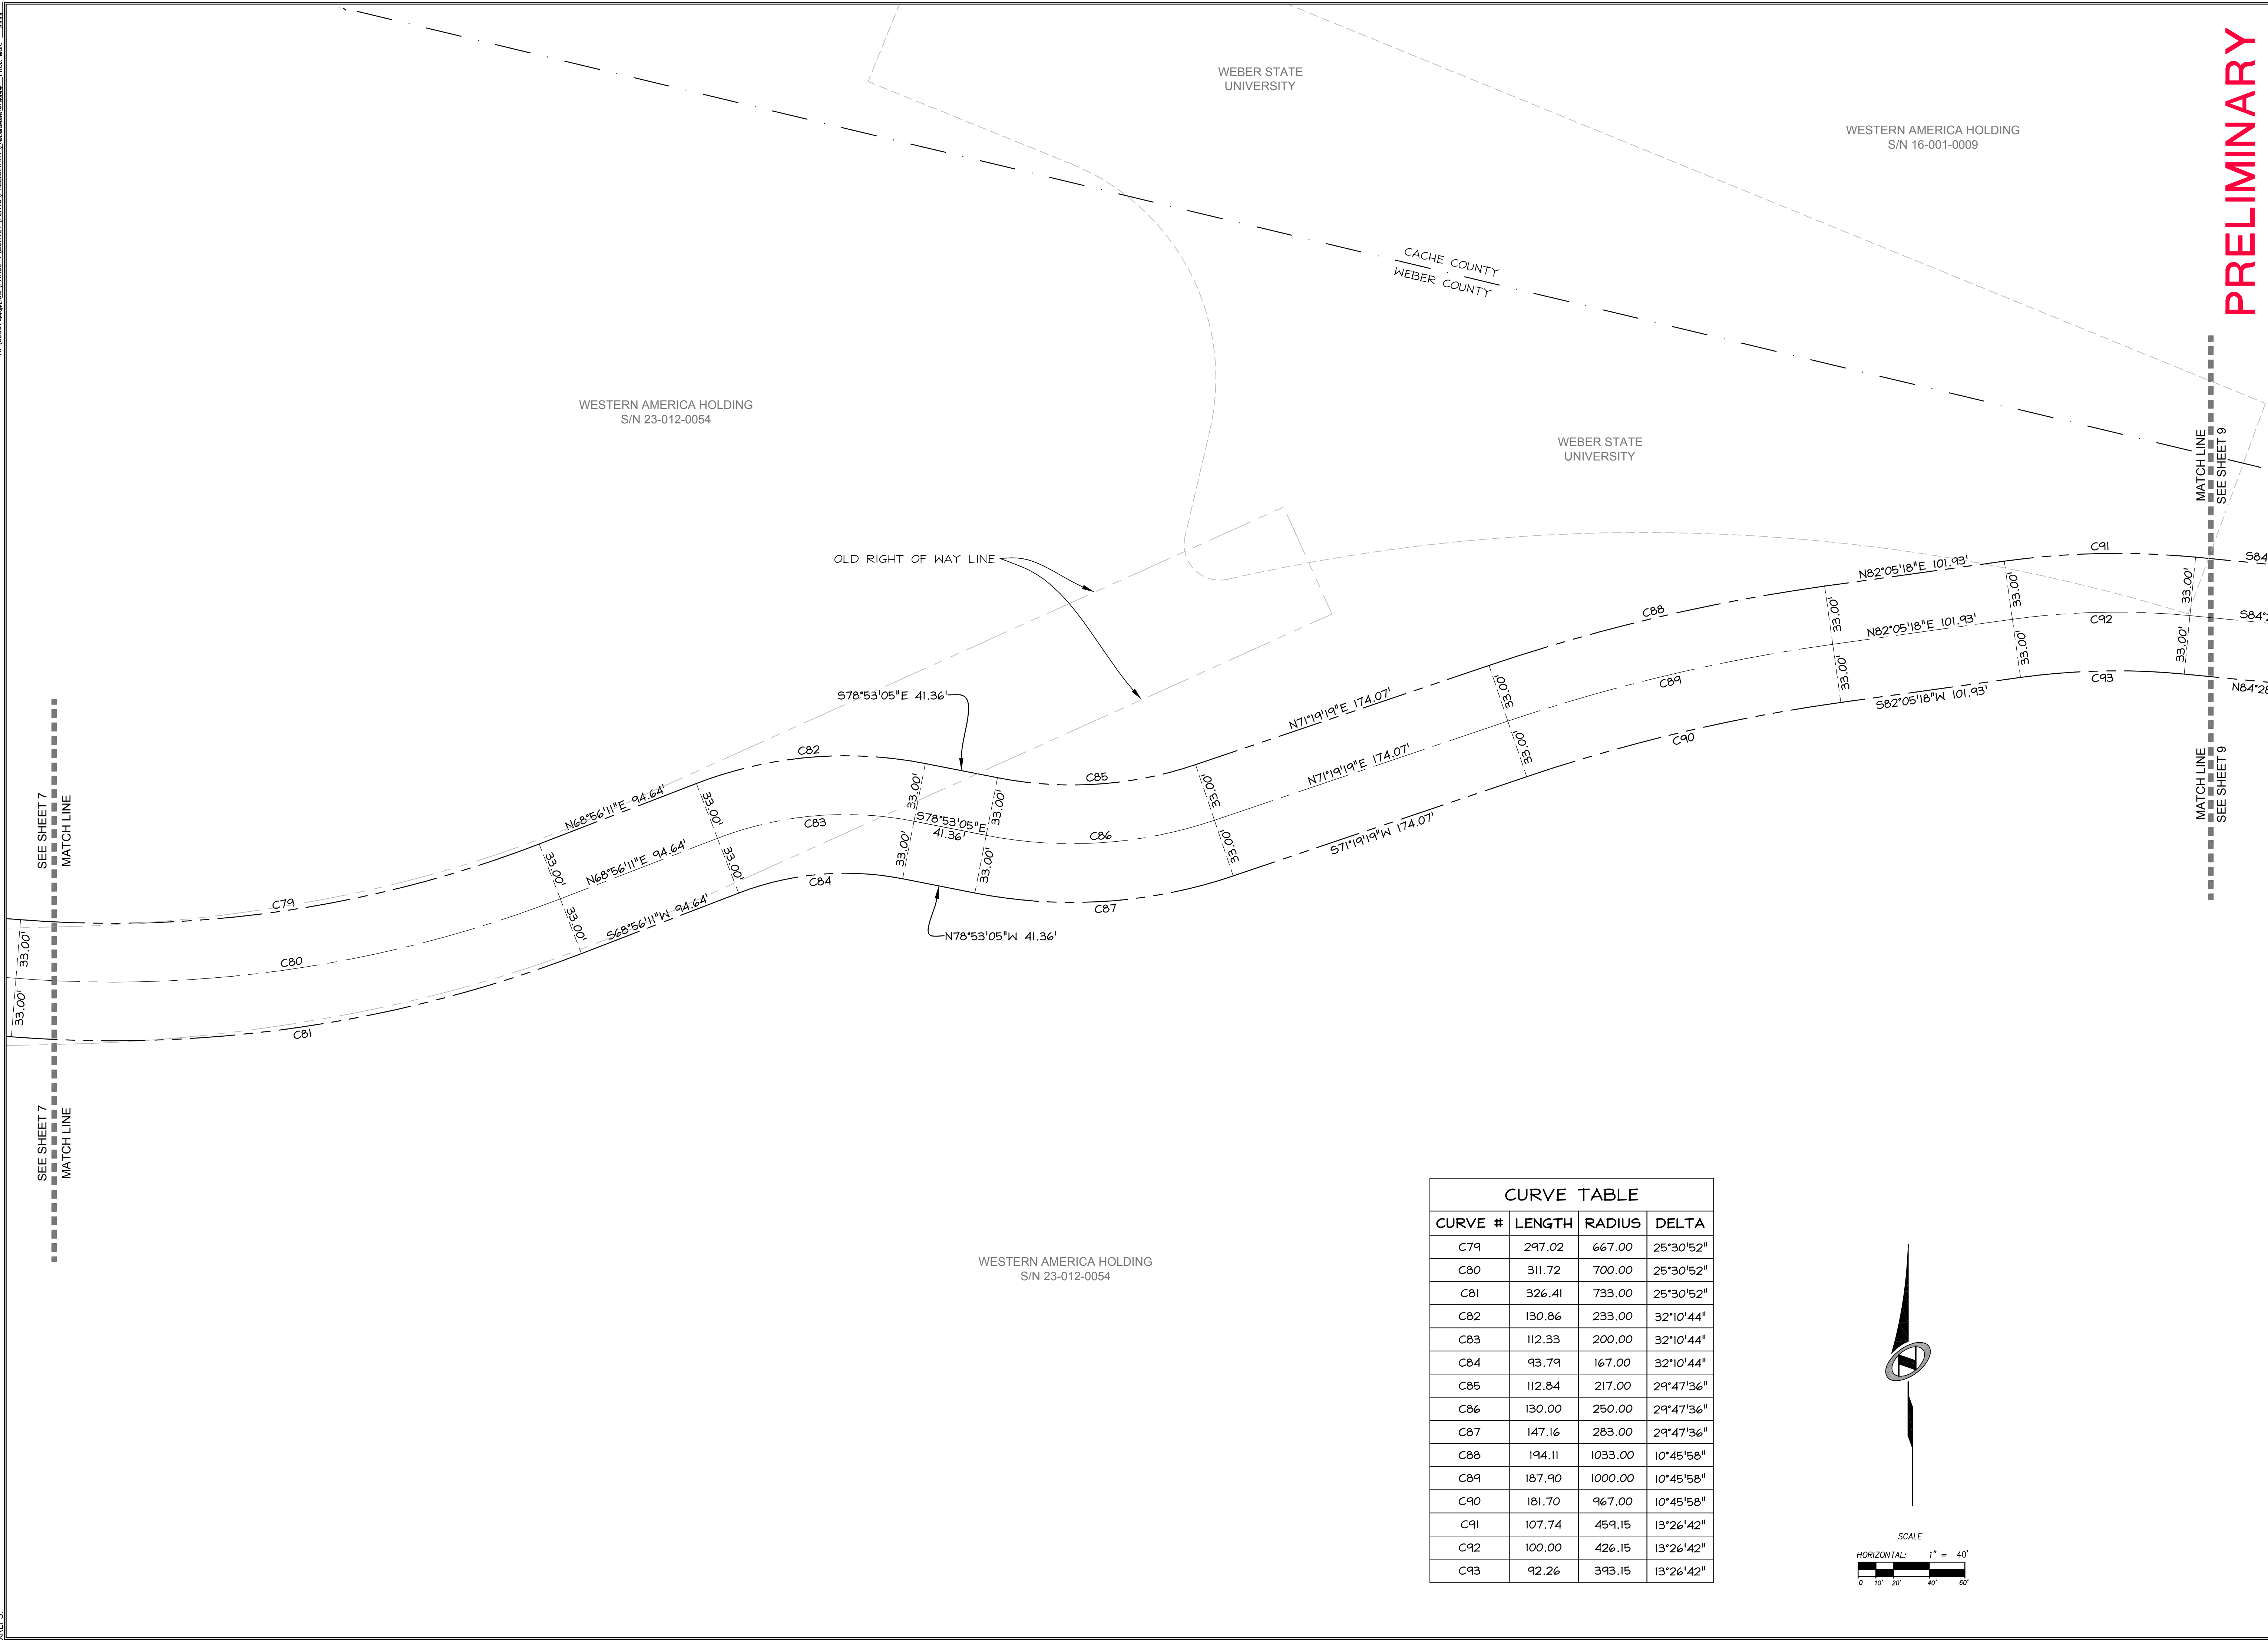 PRELIMINARY
WEBER STATE
UNIVERSITY
WESTERN AMERICA HOLDING
S/N 16-001-0009
CACHE COUNTY
WEBER COUNTY
WESTERN AMERICA HOLDING
S/N 23-012-0054
WEBER STATE
UNIVERSITY
MATCH LINE
SEE SHEET 9
OLD RIGHT OF WAY LINE
C91
S84
N82°05'18"E 101.93'
33.00'
33.00'
33.00'
C88
C92
S84°
N82°05'18"E 101.93'
33.00'
33.00'
33.00'
C89
C93
N84°28
S82°05'18"W 101.93'
S78°53'05"E 41.36'
N71°19'19"E 174.07'
33.00'
33.00'
C90
MATCH LINE
SEE SHEET 9
C82
C85
N71°19'19"E 174.07'
SEE SHEET 7
MATCH LINE
N68°56'11"E 94.64'
33.00'
33.00'
33.00'
33.00'
C83
S78°53'05"E
41.36'
C86
S71°19'19"W 174.07'
33.00'
N68°56'11"E 94.64'
33.00'
33.00'
33.00'
33.00'
C84
C79
S68°56'11"W 94.64'
33.00'
C87
N78°53'05"W 41.36'
33.00'
C80
33.00'
C81
SEE SHEET 7
MATCH LINE
WESTERN AMERICA HOLDING
S/N 23-012-0054
CURVE TABLE
CURVE # LENGTH RADIUS DELTA
C79 297.02 667.00 25°30'52"
C80 311.72 700.00 25°30'52"
C81 326.41 733.00 25°30'52"
C82 130.86 233.00 32°10'44"
C83 112.33 200.00 32°10'44"
C84 93.79 167.00 32°10'44"
C85 112.84 217.00 29°47'36"
C86 130.00 250.00 29°47'36"
C87 147.16 283.00 29°47'36"
C88 194.11 1033.00 10°45'58"
C89 187.90 1000.00 10°45'58"
C90 181.70 967.00 10°45'58"
C91 107.74 459.15 13°26'42"
C92 100.00 426.15 13°26'42"
C93 92.26 393.15 13°26'42"
N
SCALE
HORIZONTAL: 1" = 40'
0 10' 20' 40' 60'